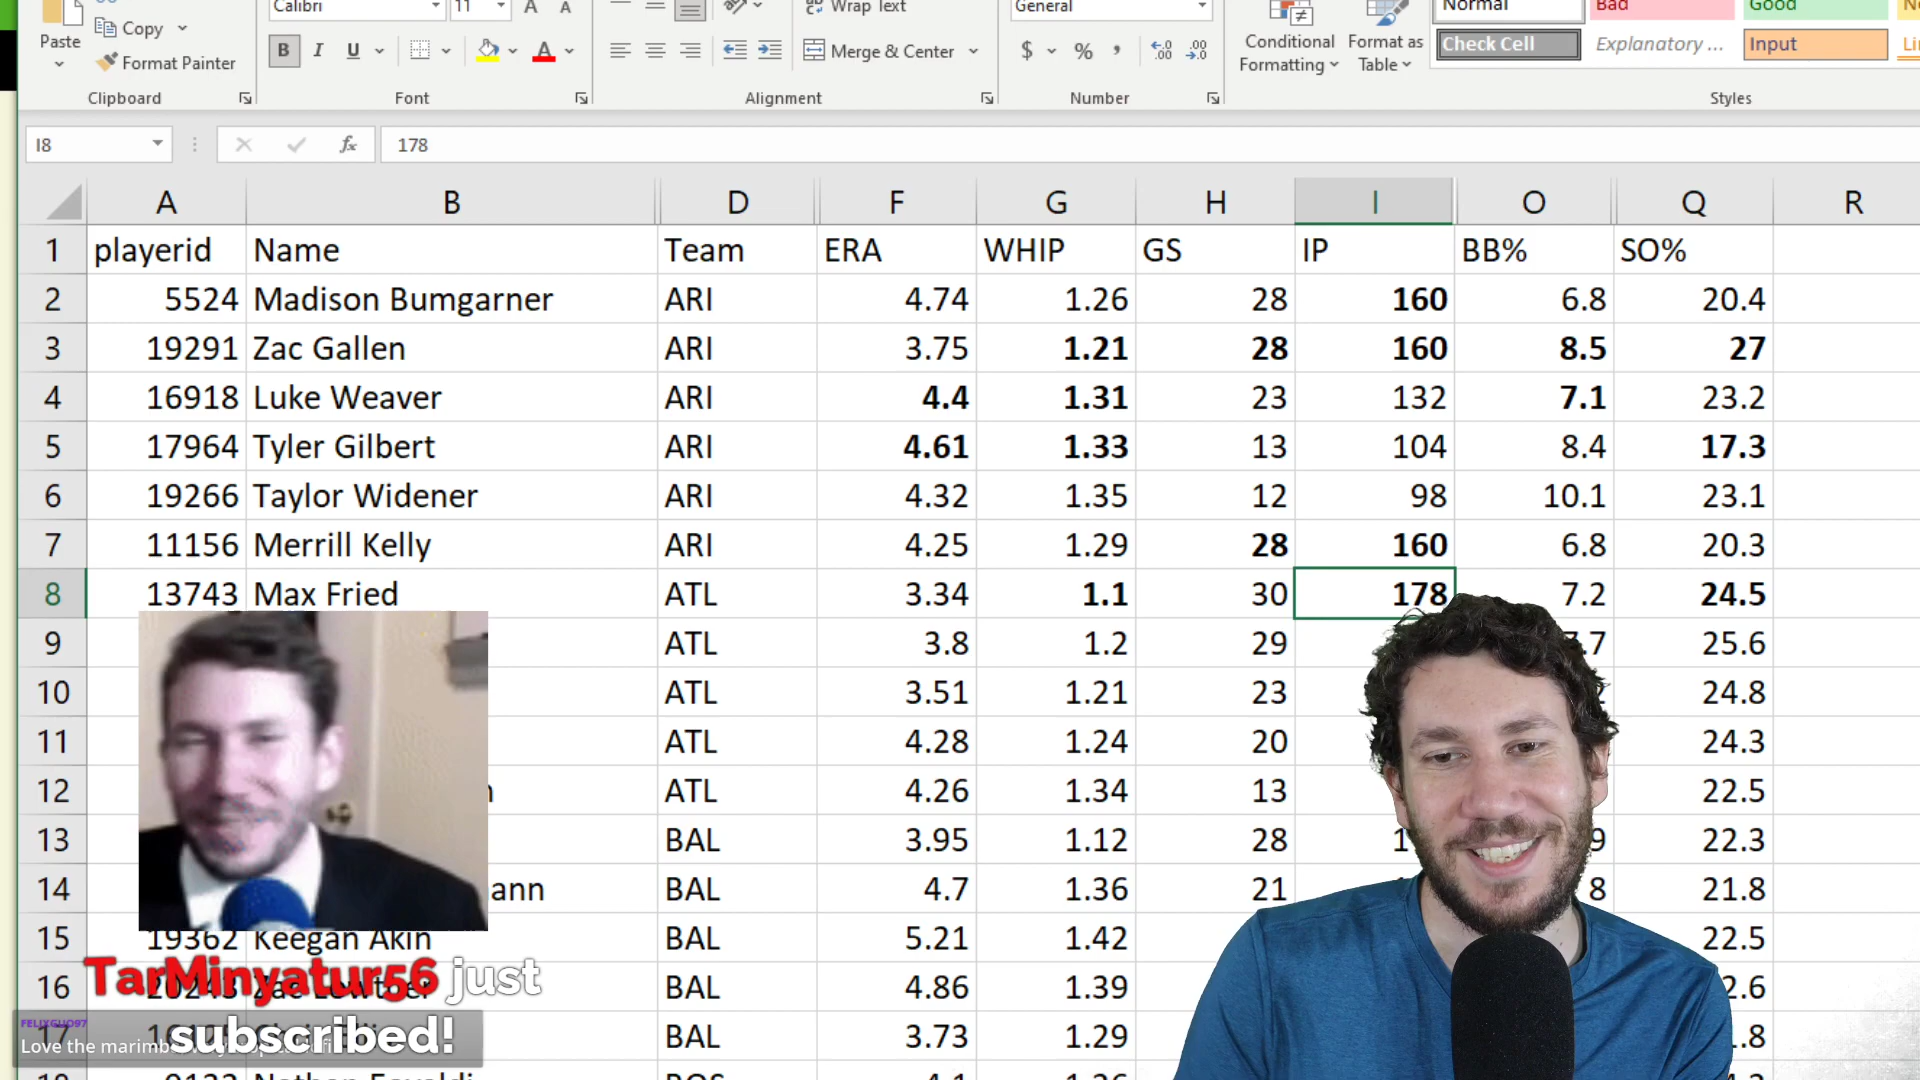 Calibri 11 A A Wrap Text General Normal Bad Good
Paste Copy
Format Painter B I U A Merge & Center $ % , Conditional Formatting Format as Table Check Cell Explanatory ... Input
Clipboard Font Alignment Number Styles
I8 fx 178
A B D F G H I O Q R
1 playerid Name Team ERA WHIP GS IP BB% SO%
2 5524 Madison Bumgarner ARI 4.74 1.26 28 160 6.8 20.4
3 19291 Zac Gallen ARI 3.75 1.21 28 160 8.5 27
4 16918 Luke Weaver ARI 4.4 1.31 23 132 7.1 23.2
5 17964 Tyler Gilbert ARI 4.61 1.33 13 104 8.4 17.3
6 19266 Taylor Widener ARI 4.32 1.35 12 98 10.1 23.1
7 11156 Merrill Kelly ARI 4.25 1.29 28 160 6.8 20.3
8 13743 Max Fried ATL 3.34 1.1 30 178 7.2 24.5
9 ATL 3.8 1.2 29 25.6
10 ATL 3.51 1.21 23 24.8
11 ATL 4.28 1.24 20 24.3
12 ATL 4.26 1.34 13 22.5
13 BAL 3.95 1.12 28 22.3
14 BAL 4.7 1.36 21 21.8
15 19362 Keegan Akin BAL 5.21 1.42 22.5
16 BAL 4.86 1.39
17 BAL 3.73 1.29
TarMinyatur56 just
subscribed!
FELIXGUO97
Love the